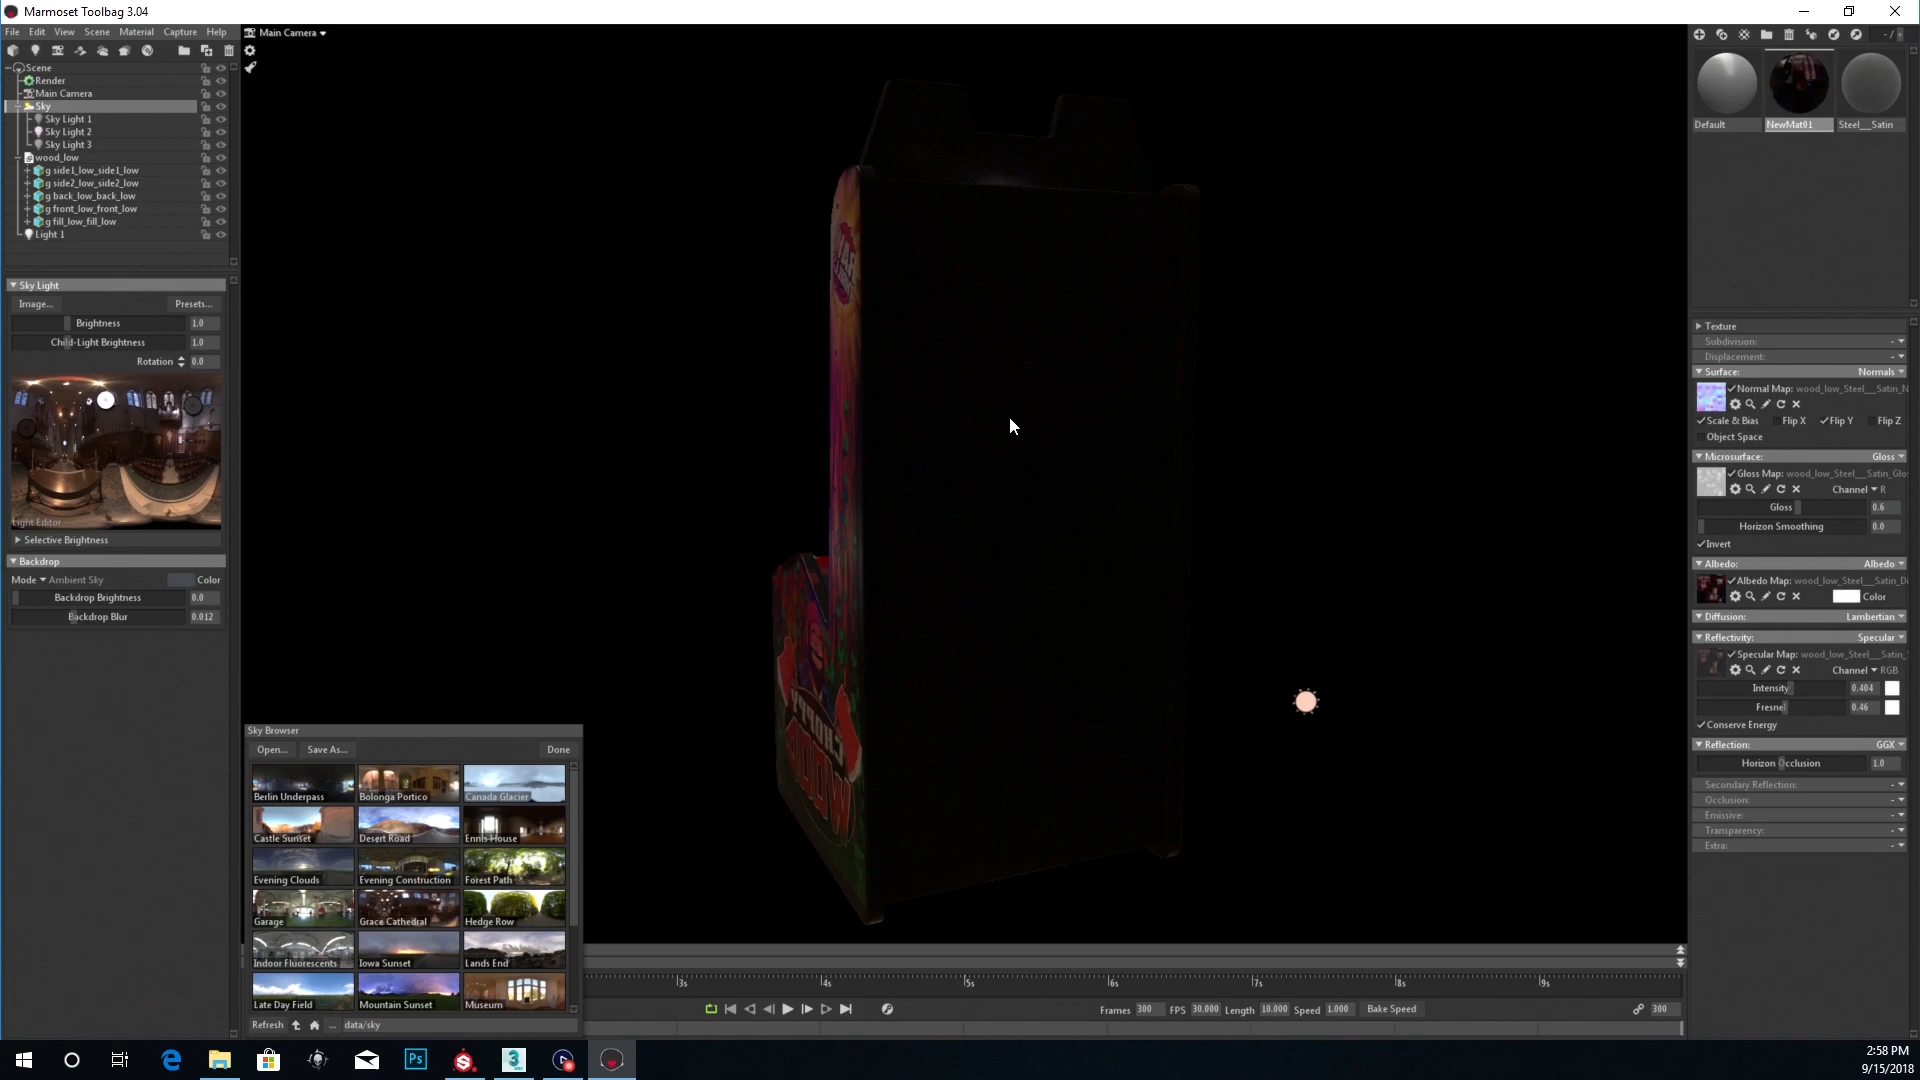 Marmoset Toolbag 3.04
File Edit View Scene Material Capture Help
Main Camera
Scene
Render
Main Camera
Sky
Sky Light 1
Sky Light 2
Sky Light 3
wood_low
g side1_low_side1_low
g side2_low_side2_low
g back_low_back_low
g front_low_front_low
g fill_low_fill_low
Light 1
Sky Light
Image... Presets...
Brightness 1.0
Child-Light Brightness 1.0
Rotation 0.0
Light Editor
Selective Brightness
Backdrop
Mode Ambient Sky Color
Backdrop Brightness 0.0
Backdrop Blur 0.012
CHOPPY
WOOD
Sky Browser
Open... Save As... Done
Berlin Underpass Bolonga Portico Canada Glacier
Castle Sunset Desert Road Ennis House
Evening Clouds Evening Construction Forest Path
Garage Grace Cathedral Hedge Row
Indoor Fluorescents Iowa Sunset Lands End
Late Day Field Mountain Sunset Museum
Refresh ... data/sky
3s 4s 5s 6s 7s 8s 9s
Frames 300 FPS 30.000 Length 10.000 Speed 1.000 Bake Speed 300
- /
Default NewMat01 Steel__Satin
Texture
Subdivision: -
Displacement: -
Surface: Normals
Normal Map: wood_low_Steel__Satin_N
Scale & Bias Flip X Flip Y Flip Z
Object Space
Microsurface: Gloss
Gloss Map: wood_low_Steel__Satin_Glo
Channel R
Gloss 0.6
Horizon Smoothing 0.0
Invert
Albedo: Albedo
Albedo Map: wood_low_Steel__Satin_Di
Color
Diffusion: Lambertian
Reflectivity: Specular
Specular Map: wood_low_Steel__Satin_
Channel RGB
Intensity 0.404
Fresnel 0.46
Conserve Energy
Reflection: GGX
Horizon Occlusion 1.0
Secondary Reflection: -
Occlusion: -
Emissive: -
Transparency: -
Extra: -
Ps
2:58 PM
9/15/2018